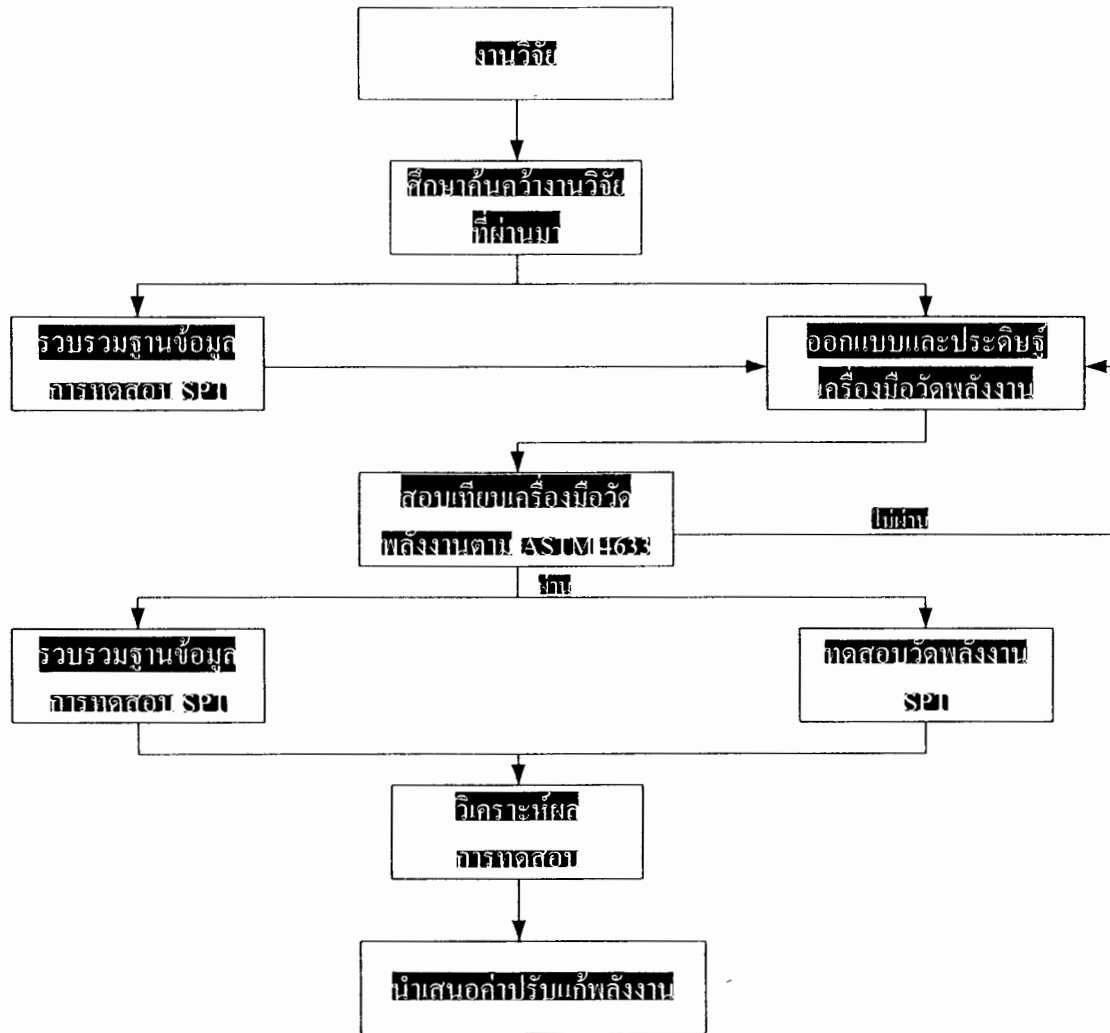 งานวิจัย
ศึกษาค้นคว้างานวิจัย
ที่ผ่านมา
รวบรวมฐานข้อมูล
การทดสอบ SPT
ออกแบบและประดิษฐ์
เครื่องมือวัดพลังงาน
สอบเทียบเครื่องมือวัด
พลังงานตาม ASTM 4633
ไม่ผ่าน
ผ่าน
รวบรวมฐานข้อมูล
การทดสอบ SPT
ทดสอบวัดพลังงาน
SPT
วิเคราะห์ผล
การทดสอบ
นำเสนอค่าปรับแก้พลังงาน